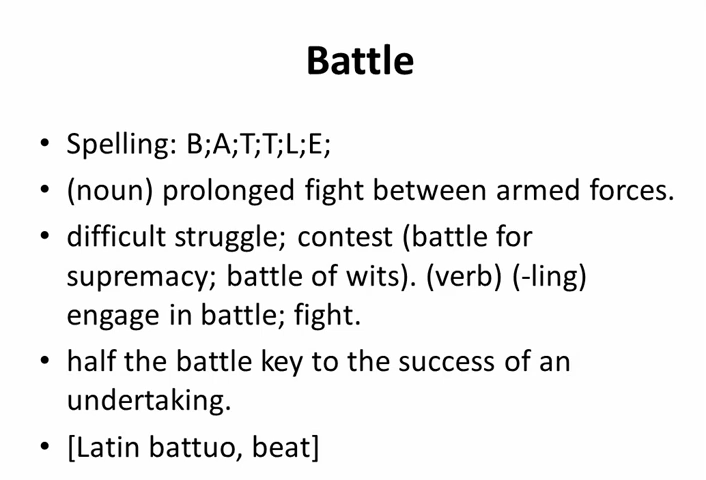 Battle
• Spelling: B;A;T;T;L;E;
• (noun) prolonged fight between armed forces.
• difficult struggle; contest (battle for
supremacy; battle of wits). (verb) (-ling)
engage in battle; fight.
• half the battle key to the success of an
undertaking.
• [Latin battuo, beat]